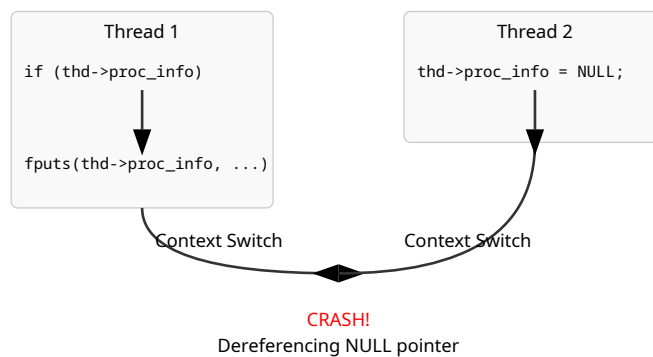 Thread 1
if (thd->proc_info)
fputs(thd->proc_info, ...)
Thread 2
thd->proc_info = NULL;
Context Switch
Context Switch
CRASH!
Dereferencing NULL pointer